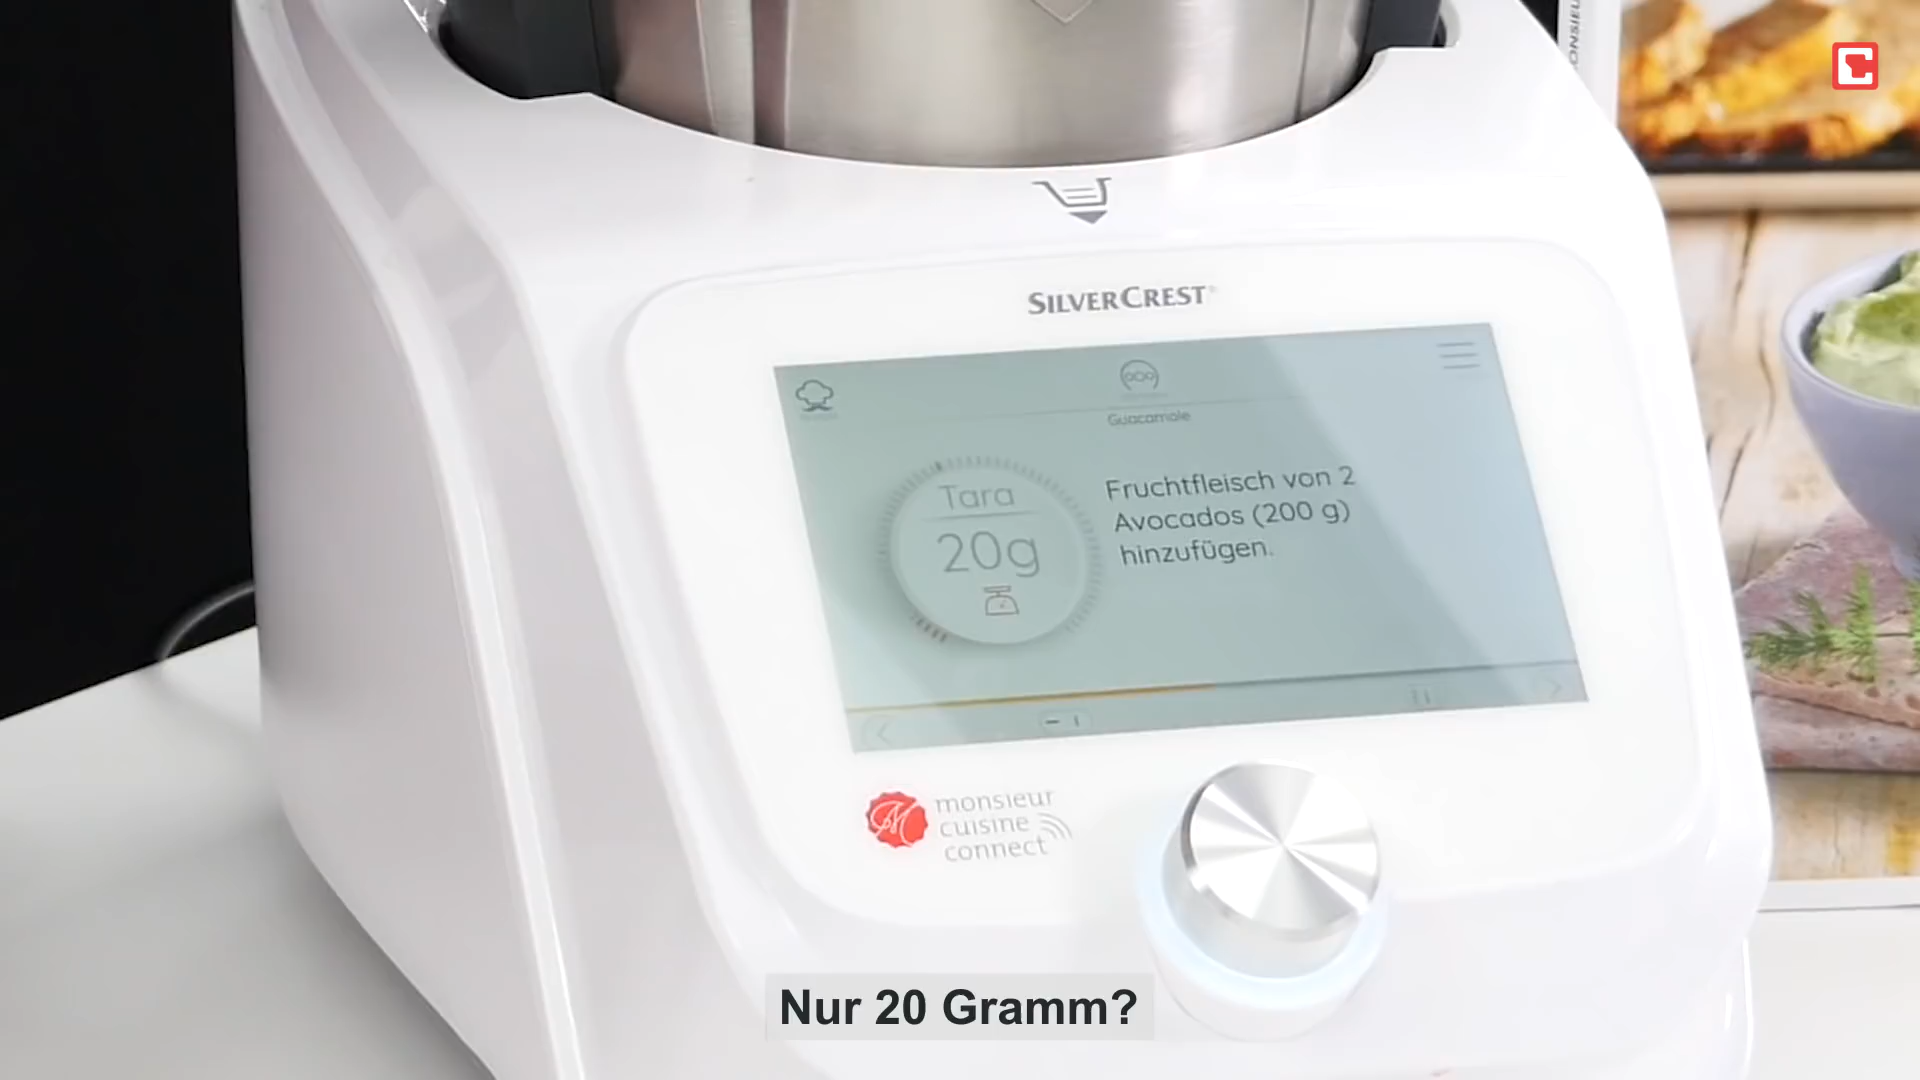 SILVERCREST
Guacamole
Tara
20g
Fruchtfleisch von 2
Avocados (200 g)
hinzufügen.
monsieur
cuisine
connect
Nur 20 Gramm?